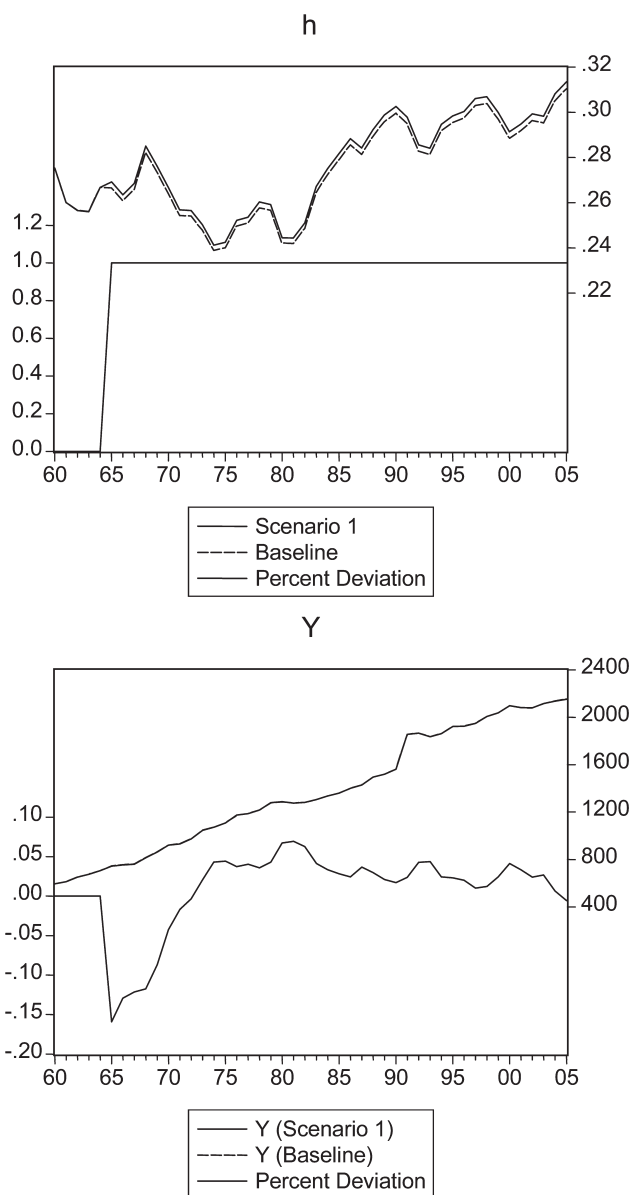 h
.32
.30
.28
.26
.24
.22
1.2
1.0
0.8
0.6
0.4
0.2
0.0
60 65 70 75 80 85 90 95 00 05
Scenario 1
Baseline
Percent Deviation
Y
2400
2000
1600
1200
800
400
.10
.05
.00
-.05
-.10
-.15
-.20
60 65 70 75 80 85 90 95 00 05
Y (Scenario 1)
Y (Baseline)
Percent Deviation